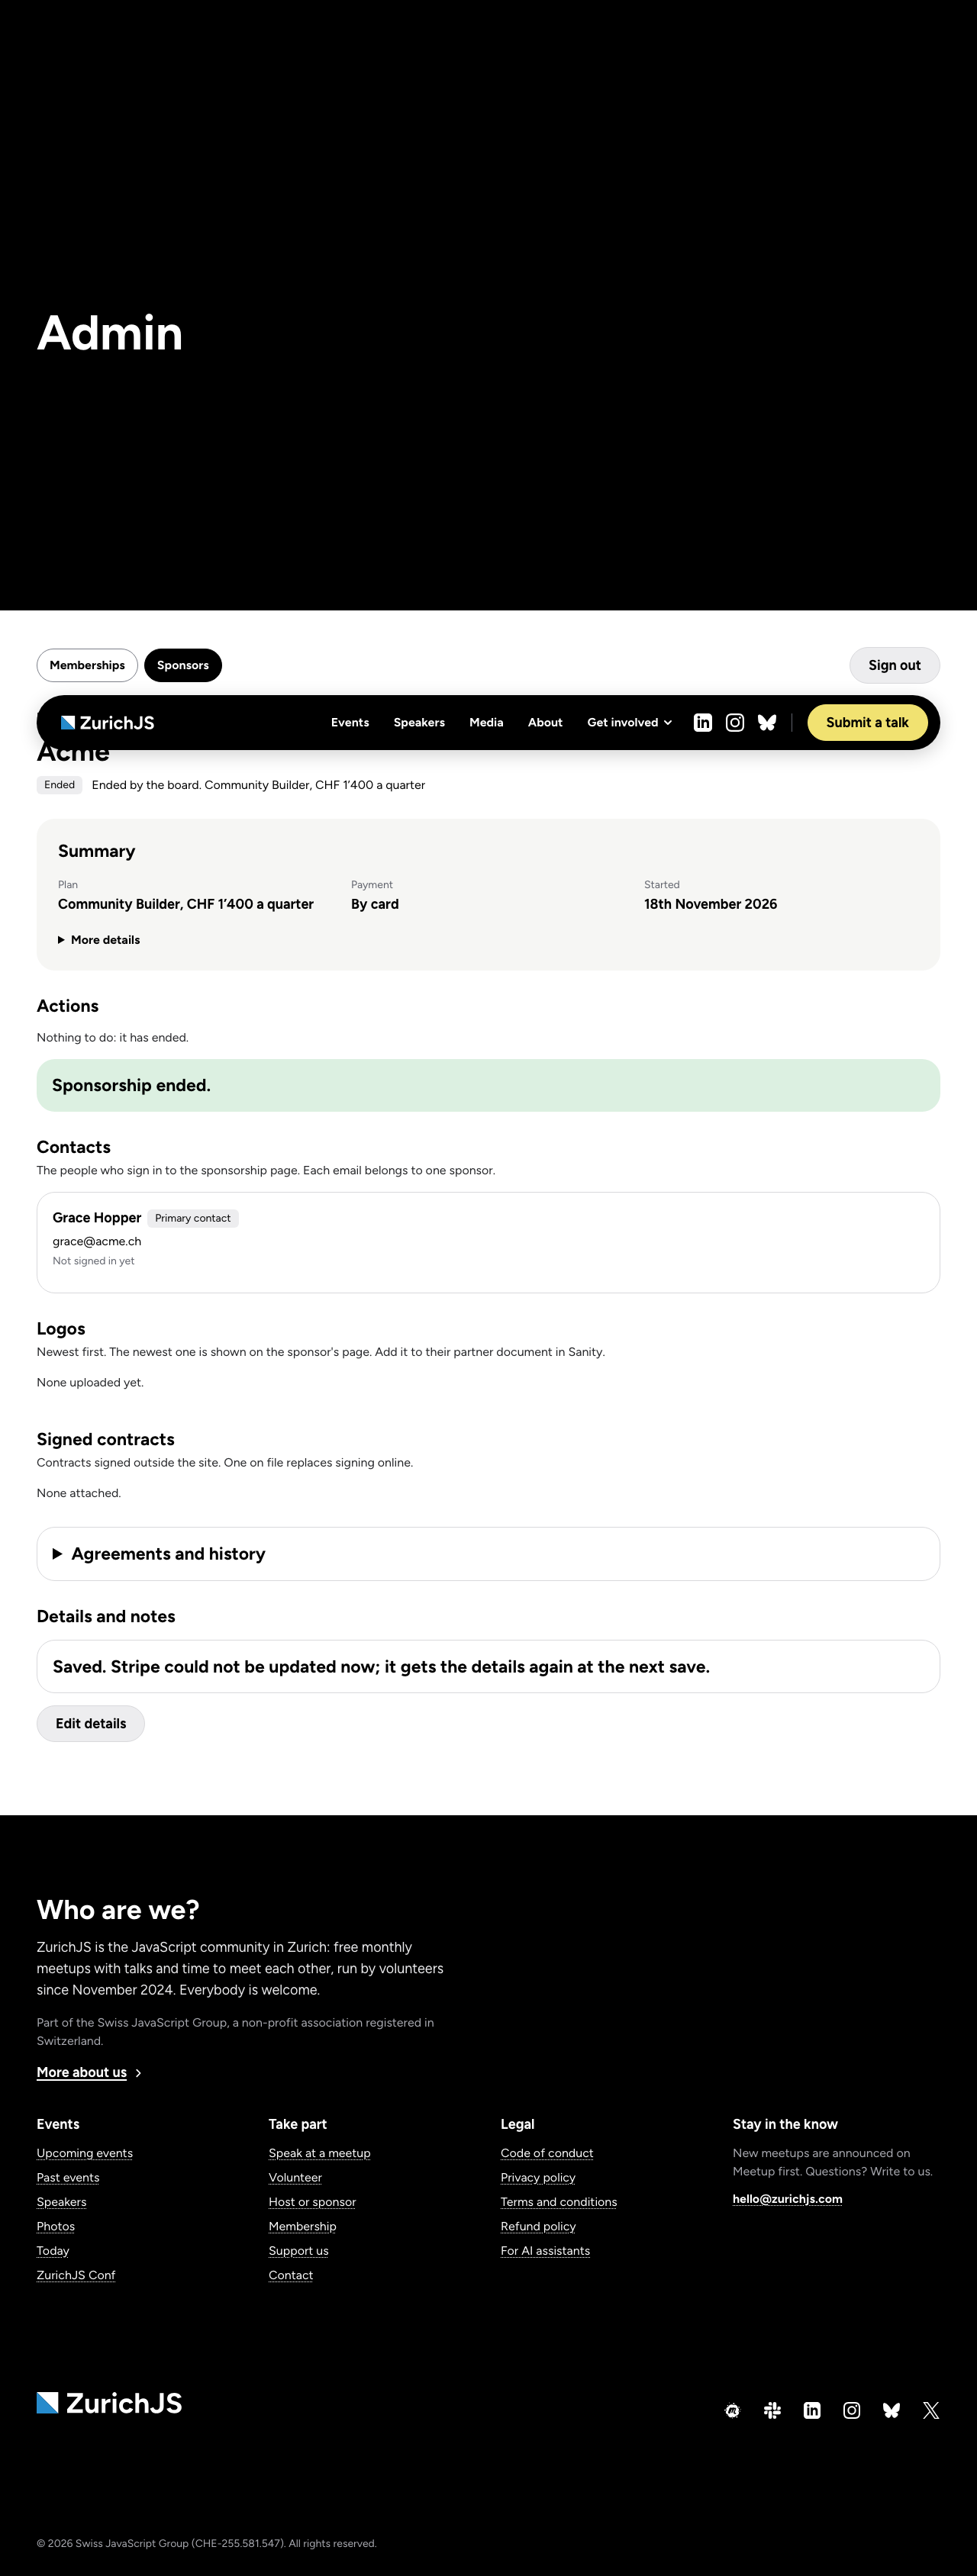 Admin
Memberships
Sponsors
Sign out
ZurichJS
Events
Speakers
Media
About
Get involved
Submit a talk
Acme
Ended
Ended by the board. Community Builder, CHF 1’400 a quarter
Summary
Plan
Payment
Started
Community Builder, CHF 1’400 a quarter
By card
18th November 2026
More details
Actions
Nothing to do: it has ended.
Sponsorship ended.
Contacts
The people who sign in to the sponsorship page. Each email belongs to one sponsor.
Grace Hopper
Primary contact
grace@acme.ch
Not signed in yet
Logos
Newest first. The newest one is shown on the sponsor's page. Add it to their partner document in Sanity.
None uploaded yet.
Signed contracts
Contracts signed outside the site. One on file replaces signing online.
None attached.
Agreements and history
Details and notes
Saved. Stripe could not be updated now; it gets the details again at the next save.
Edit details
Who are we?
ZurichJS is the JavaScript community in Zurich: free monthly
meetups with talks and time to meet each other, run by volunteers
since November 2024. Everybody is welcome.
Part of the Swiss JavaScript Group, a non-profit association registered in
Switzerland.
More about us
Events
Upcoming events
Past events
Speakers
Photos
Today
ZurichJS Conf
Take part
Speak at a meetup
Volunteer
Host or sponsor
Membership
Support us
Contact
Legal
Code of conduct
Privacy policy
Terms and conditions
Refund policy
For AI assistants
Stay in the know
New meetups are announced on
Meetup first. Questions? Write to us.
hello@zurichjs.com
ZurichJS
© 2026 Swiss JavaScript Group (CHE-255.581.547). All rights reserved.